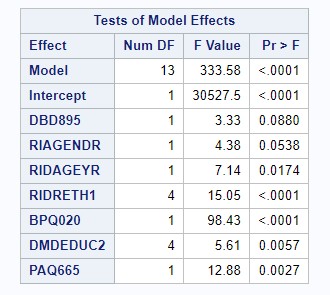 Tests of Model Effects
Effect Num DF F Value Pr > F
Model 13 333.58 <.0001
Intercept 1 30527.5 <.0001
DBD895 1 3.33 0.0880
RIAGENDR 1 4.38 0.0538
RIDAGEYR 1 7.14 0.0174
RIDRETH1 4 15.05 <.0001
BPQ020 1 98.43 <.0001
DMDEDUC2 4 5.61 0.0057
PAQ665 1 12.88 0.0027